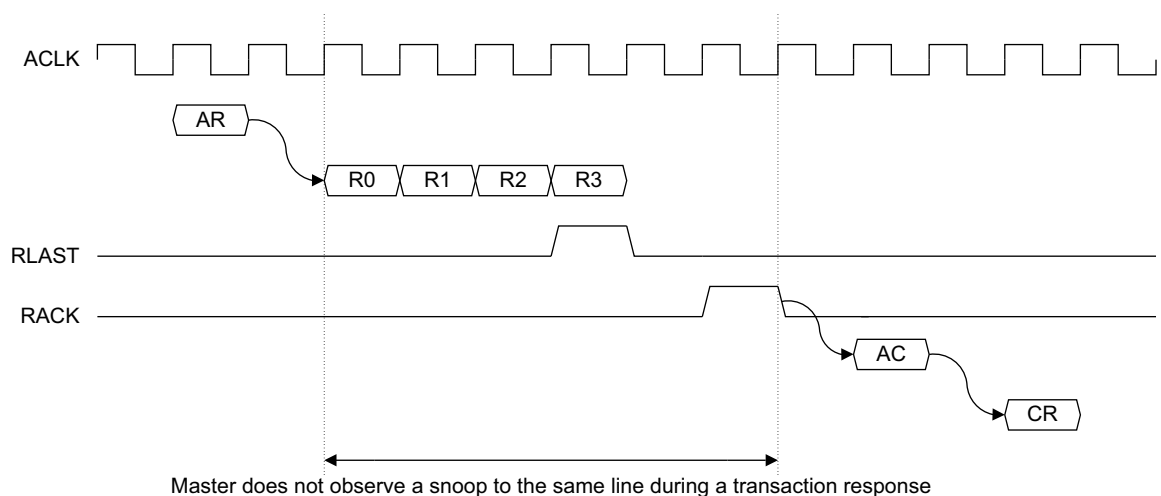 ACLK
AR
R0 R1 R2 R3
RLAST
RACK
AC
CR
Master does not observe a snoop to the same line during a transaction response